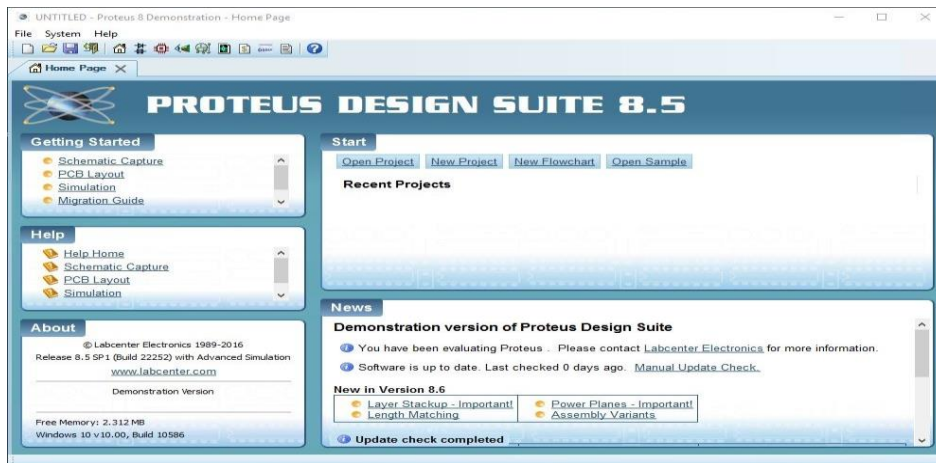 UNTITLED - Proteus 8 Demonstration - Home Page
File System Help
Home Page
PROTEUS DESIGN SUITE 8.5
Getting Started
Schematic Capture
PCB Layout
Simulation
Migration Guide
Help
Help Home
Schematic Capture
PCB Layout
Simulation
About
© Labcenter Electronics 1989-2016
Release 8.5 SP1 (Build 22252) with Advanced Simulation
www.labcenter.com
Demonstration Version
Free Memory: 2.312 MB
Windows 10 v10.00, Build 10586
Start
Open Project New Project New Flowchart Open Sample
Recent Projects
News
Demonstration version of Proteus Design Suite
You have been evaluating Proteus . Please contact Labcenter Electronics for more information.
Software is up to date. Last checked 0 days ago. Manual Update Check.
New in Version 8.6
Layer Stackup - Important! Power Planes - Important!
Length Matching Assembly Variants
Update check completed